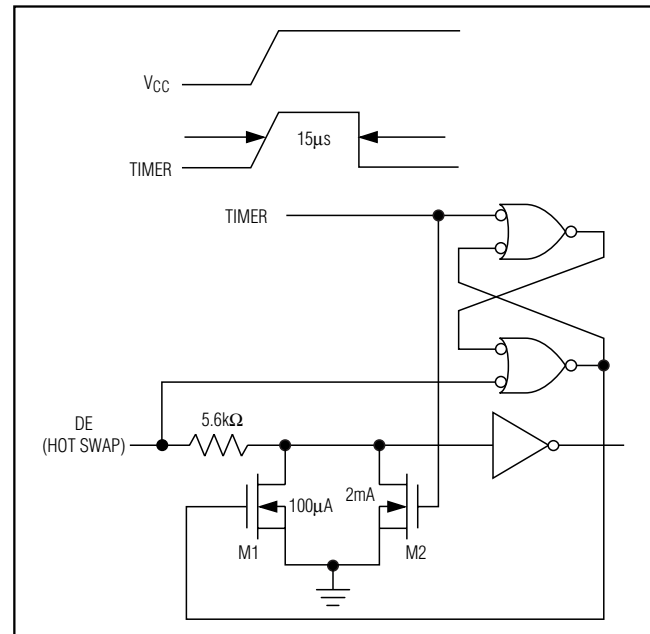 VCC
15μs
TIMER
TIMER
5.6kΩ
DE
(HOT SWAP)
100μA
2mA
M1
M2